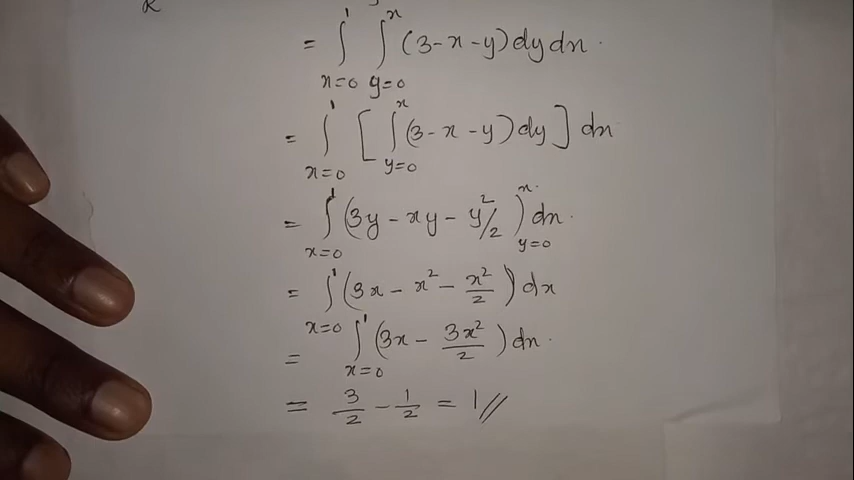 R
= ∫_{x=0}^{1} ∫_{y=0}^{x} (3-x-y) dy dx.
= ∫_{x=0}^{1} [ ∫_{y=0}^{x} (3-x-y) dy ] dx
= ∫_{x=0}^{1} (3y - xy - y²/2)_{y=0}^{x} dx.
= ∫_{x=0}^{1} (3x - x² - x²/2) dx
= ∫_{x=0}^{1} (3x - 3x²/2) dx.
= 3/2 - 1/2 = 1//